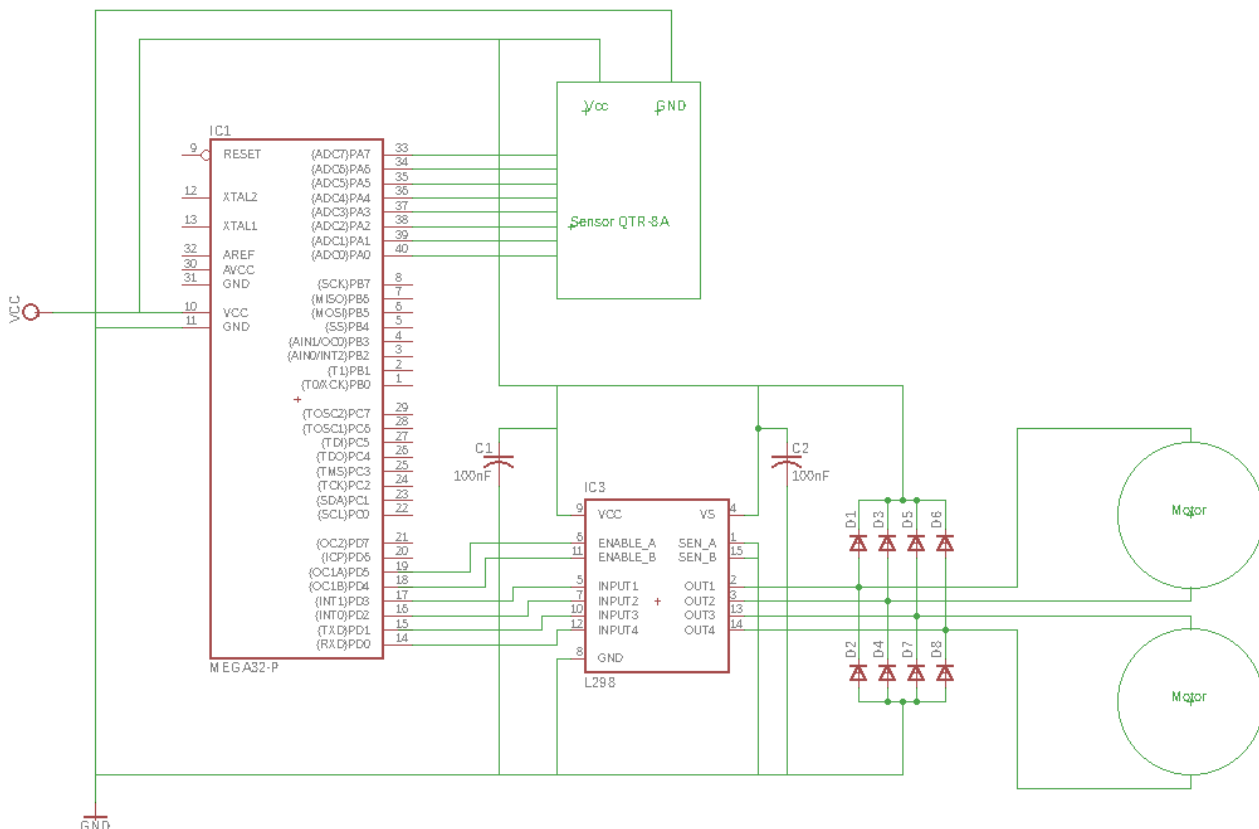 Vcc GND
Sensor QTR-8A
IC1
9 RESET
12 XTAL2
13 XTAL1
32 AREF
30 AVCC
31 GND
10 VCC
11 GND
(ADC7)PA7 33
(ADC6)PA6 34
(ADC5)PA5 35
(ADC4)PA4 36
(ADC3)PA3 37
(ADC2)PA2 38
(ADC1)PA1 39
(ADC0)PA0 40
(SCK)PB7 8
(MISO)PB6 7
(MOSI)PB5 6
(SS)PB4 5
(AIN1/OC0)PB3 4
(AIN0/INT2)PB2 3
(T1)PB1 2
(T0/XCK)PB0 1
(TOSC2)PC7 29
(TOSC1)PC6 28
(TDI)PC5 27
(TDO)PC4 26
(TMS)PC3 25
(TCK)PC2 24
(SDA)PC1 23
(SCL)PC0 22
(OC2)PD7 21
(ICP)PD6 20
(OC1A)PD5 19
(OC1B)PD4 18
(INT1)PD3 17
(INT0)PD2 16
(TXD)PD1 15
(RXD)PD0 14
MEGA32-P
VCC
GND
C1
100nF
C2
100nF
IC3
9 VCC
6 ENABLE_A
11 ENABLE_B
5 INPUT1
7 INPUT2
10 INPUT3
12 INPUT4
8 GND
VS 4
SEN_A 1
SEN_B 15
OUT1 2
OUT2 3
OUT3 13
OUT4 14
L298
D1 D3 D5 D6
D2 D4 D7 D8
Motor
Motor